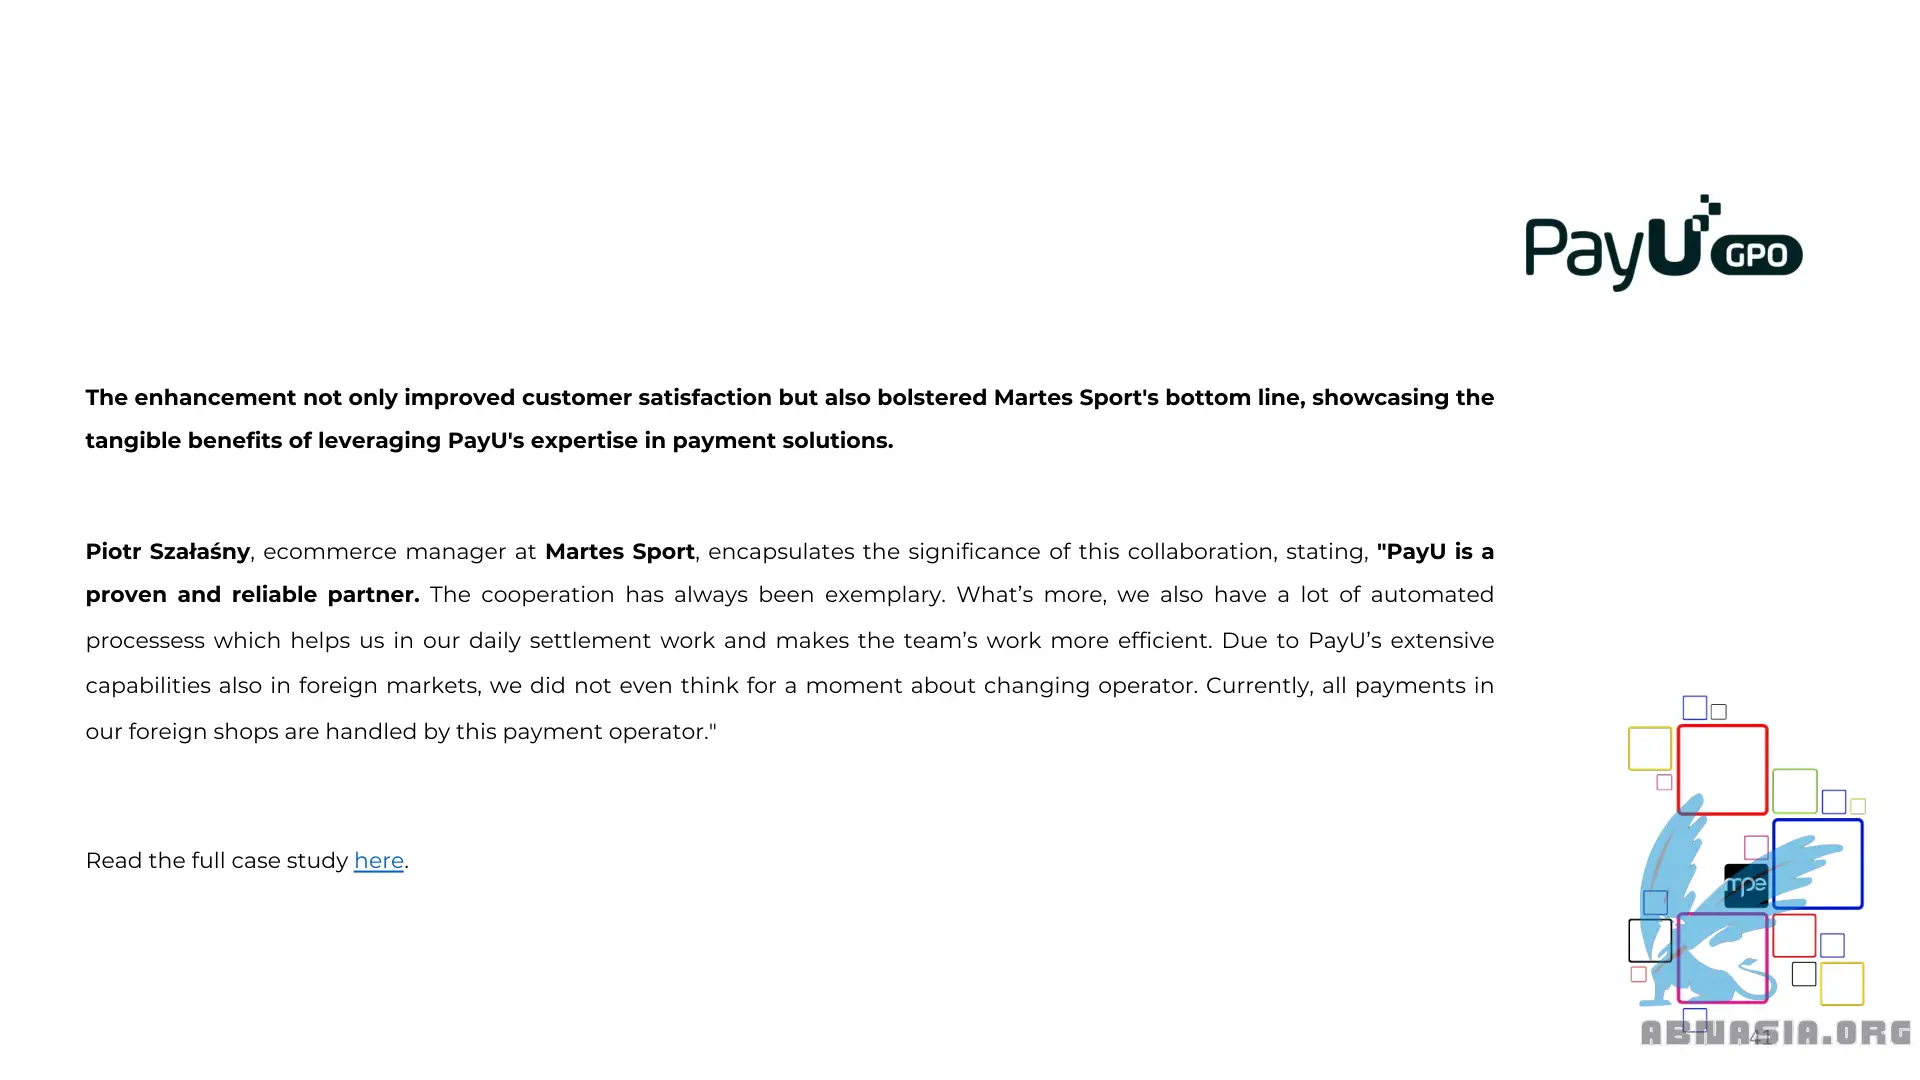 PayU GPO
The enhancement not only improved customer satisfaction but also bolstered Martes Sport's bottom line, showcasing the
tangible benefits of leveraging PayU's expertise in payment solutions.
Piotr Szałaśny, ecommerce manager at Martes Sport, encapsulates the significance of this collaboration, stating, "PayU is a
proven and reliable partner. The cooperation has always been exemplary. What’s more, we also have a lot of automated
processess which helps us in our daily settlement work and makes the team’s work more efficient. Due to PayU’s extensive
capabilities also in foreign markets, we did not even think for a moment about changing operator. Currently, all payments in
our foreign shops are handled by this payment operator."
Read the full case study here.
mpe
ABIWASIA.ORG
41